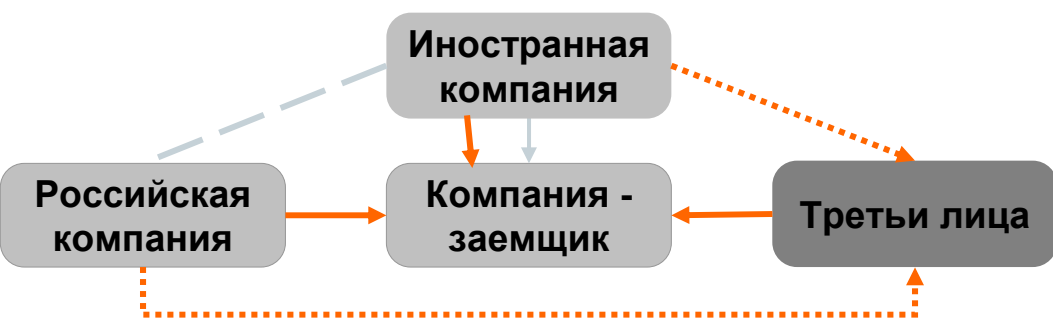 Иностранная
компания
Российская
компания
Компания -
заемщик
Третьи лица